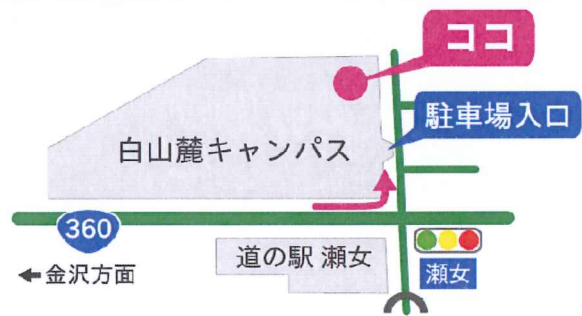 ココ
駐車場入口
白山麓キャンパス
360
道の駅 瀬女
瀬女
←金沢方面